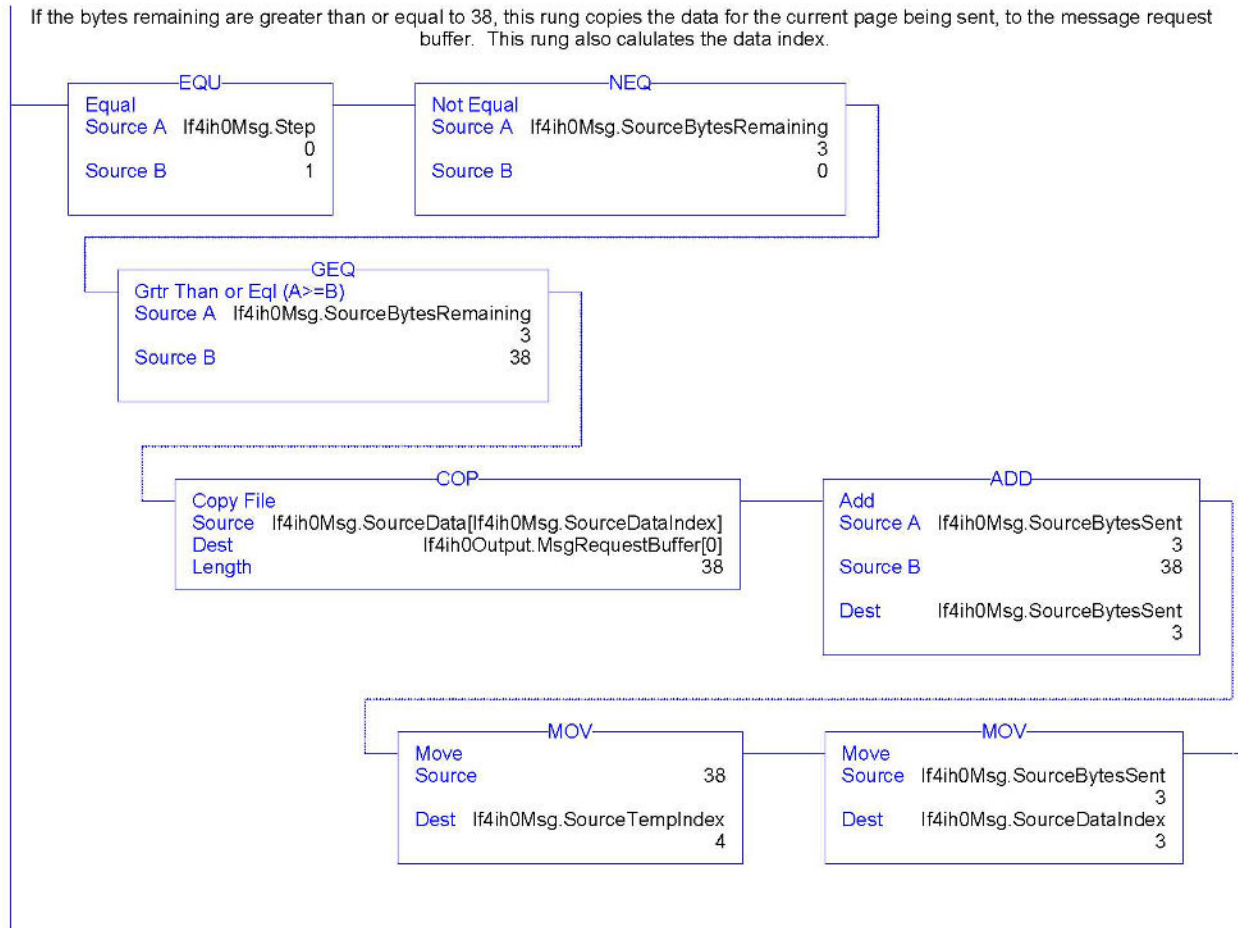 If the bytes remaining are greater than or equal to 38, this rung copies the data for the current page being sent, to the message request
buffer.  This rung also calulates the data index.
EQU
Equal
Source A If4ih0Msg.Step
0
Source B 1
NEQ
Not Equal
Source A If4ih0Msg.SourceBytesRemaining
3
Source B 0
GEQ
Grtr Than or Eql (A>=B)
Source A If4ih0Msg.SourceBytesRemaining
3
Source B 38
COP
Copy File
Source If4ih0Msg.SourceData[If4ih0Msg.SourceDataIndex]
Dest If4ih0Output.MsgRequestBuffer[0]
Length 38
ADD
Add
Source A If4ih0Msg.SourceBytesSent
3
Source B 38
Dest If4ih0Msg.SourceBytesSent
3
MOV
Move
Source 38
Dest If4ih0Msg.SourceTempIndex
4
MOV
Move
Source If4ih0Msg.SourceBytesSent
3
Dest If4ih0Msg.SourceDataIndex
3